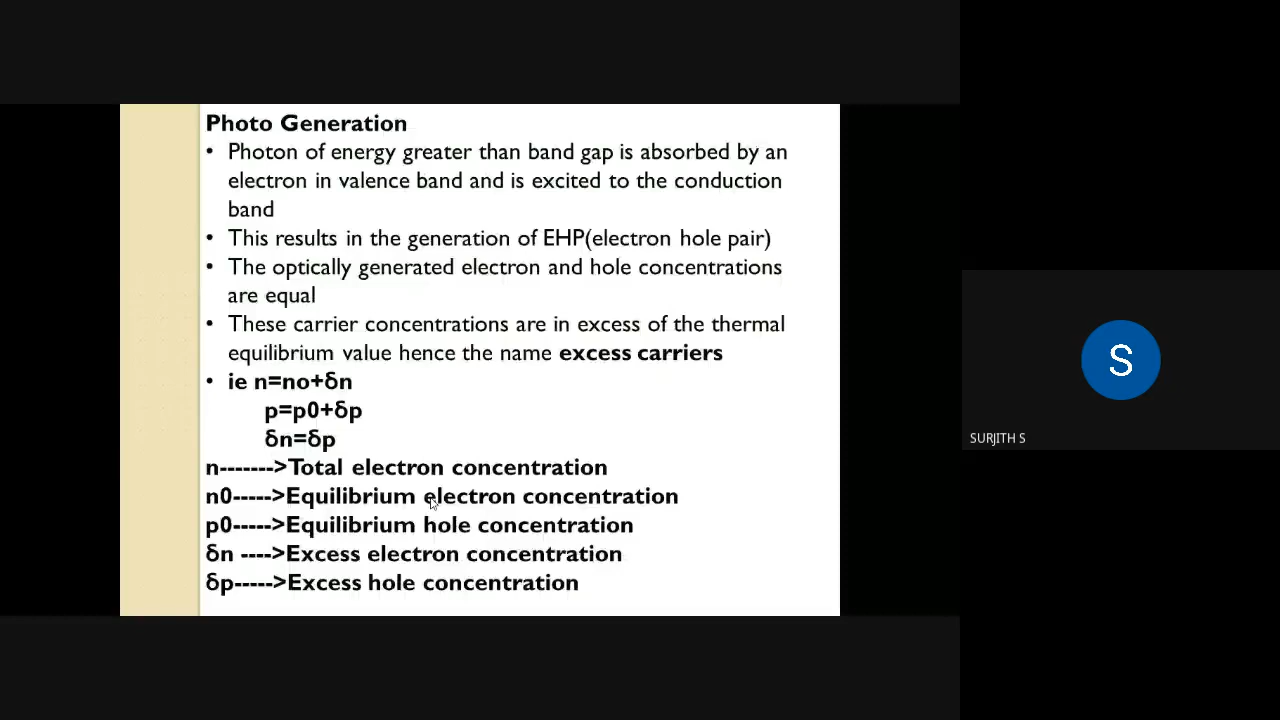 Photo Generation
• Photon of energy greater than band gap is absorbed by an
electron in valence band and is excited to the conduction
band
• This results in the generation of EHP(electron hole pair)
• The optically generated electron and hole concentrations
are equal
• These carrier concentrations are in excess of the thermal
equilibrium value hence the name excess carriers
• ie n=no+δn
p=p0+δp
δn=δp
n------->Total electron concentration
n0----->Equilibrium electron concentration
p0----->Equilibrium hole concentration
δn ---->Excess electron concentration
δp----->Excess hole concentration
S
SURJITH S